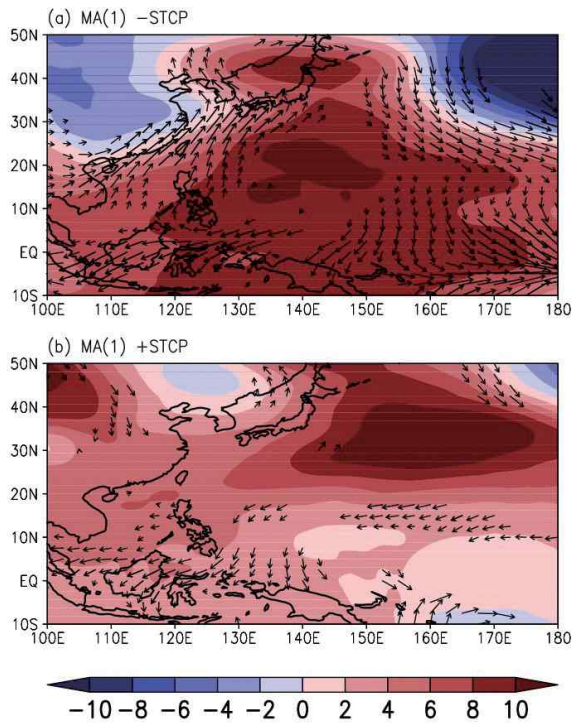 (a) MA(1) −STCP
50N
40N
30N
20N
10N
EQ
10S
100E 110E 120E 130E 140E 150E 160E 170E 180
(b) MA(1) +STCP
50N
40N
30N
20N
10N
EQ
10S
100E 110E 120E 130E 140E 150E 160E 170E 180
−10 −8 −6 −4 −2 0 2 4 6 8 10